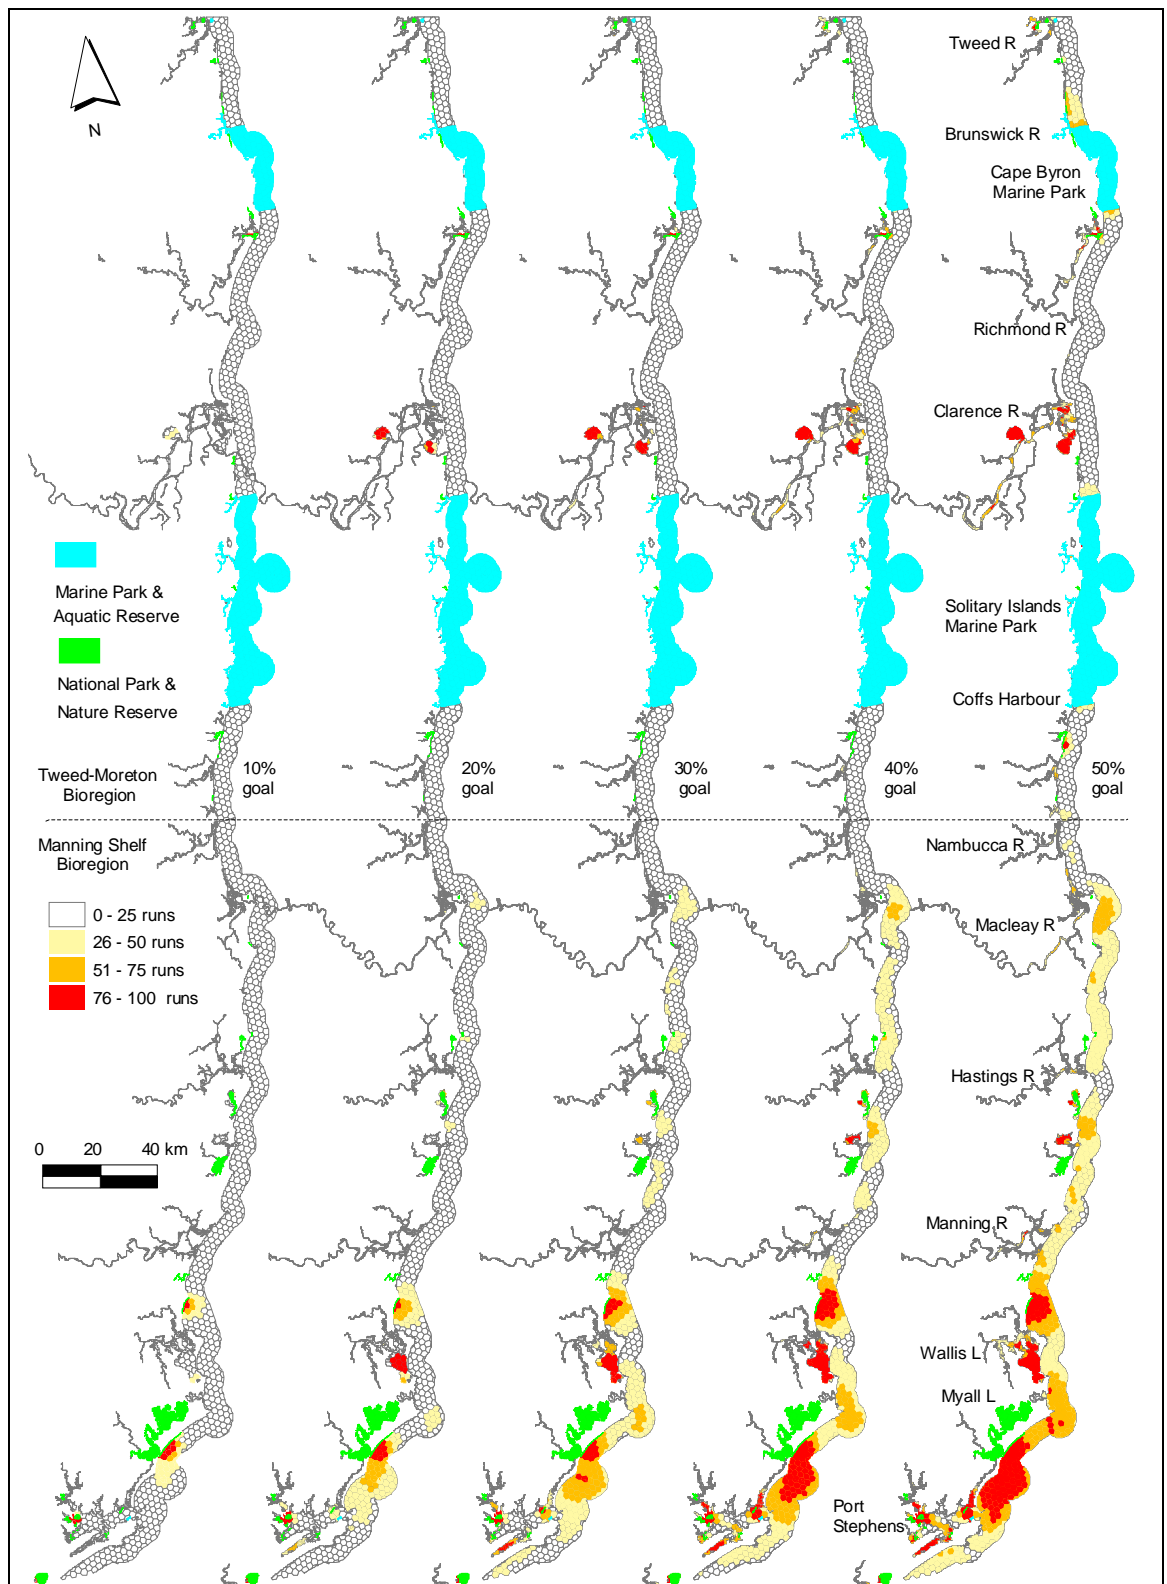 Tweed R
N
Brunswick R
Cape Byron
Marine Park
Richmond R
Clarence R
Marine Park &
Aquatic Reserve
Solitary Islands
Marine Park
National Park &
Nature Reserve
Coffs Harbour
Tweed-Moreton
Bioregion
10%
goal
20%
goal
30%
goal
40%
goal
50%
goal
Manning Shelf
Bioregion
Nambucca R
0 - 25 runs
26 - 50 runs
51 - 75 runs
76 - 100 runs
Macleay R
Hastings R
0 20 40 km
Manning R
Wallis L
Myall L
Port
Stephens